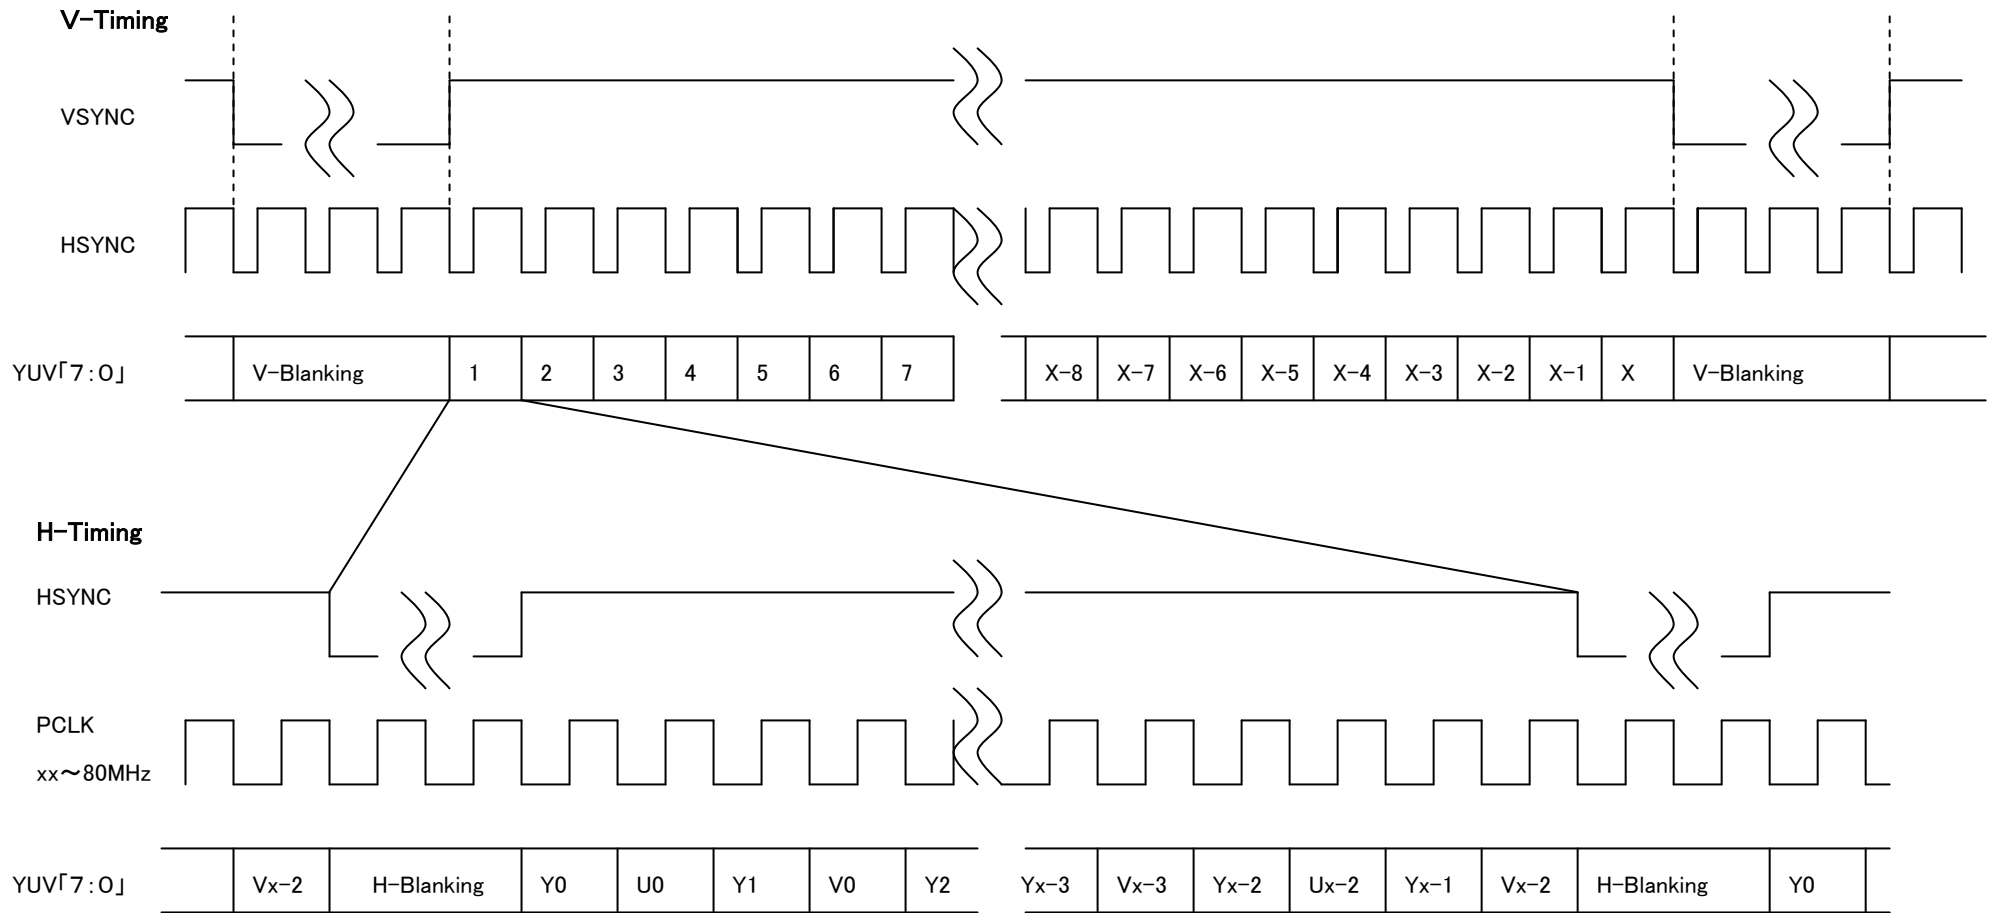 V-Timing
VSYNC
HSYNC
YUV「7:0」 V-Blanking 1 2 3 4 5 6 7 X-8 X-7 X-6 X-5 X-4 X-3 X-2 X-1 X V-Blanking
H-Timing
HSYNC
PCLK
xx～80MHz
YUV「7:0」 Vx-2 H-Blanking Y0 U0 Y1 V0 Y2 Yx-3 Vx-3 Yx-2 Ux-2 Yx-1 Vx-2 H-Blanking Y0